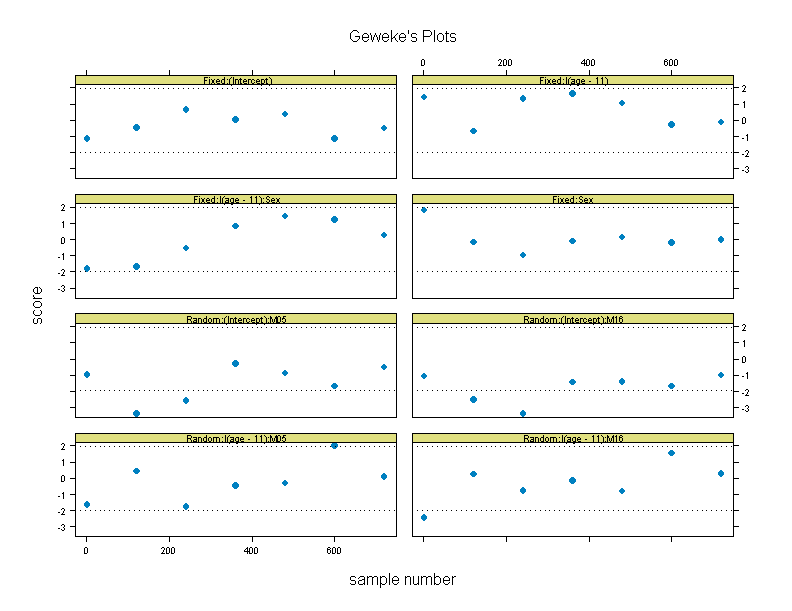 Geweke's Plots
0 200 400 600
Fixed:(Intercept) Fixed:I(age - 11)
2
1
0
-1
-2
-3
Fixed:I(age - 11):Sex Fixed:Sex
2
1
0
-1
-2
-3
score
Random:(Intercept):M05 Random:(Intercept):M16
2
1
0
-1
-2
-3
Random:I(age - 11):M05 Random:I(age - 11):M16
2
1
0
-1
-2
-3
0 200 400 600
sample number